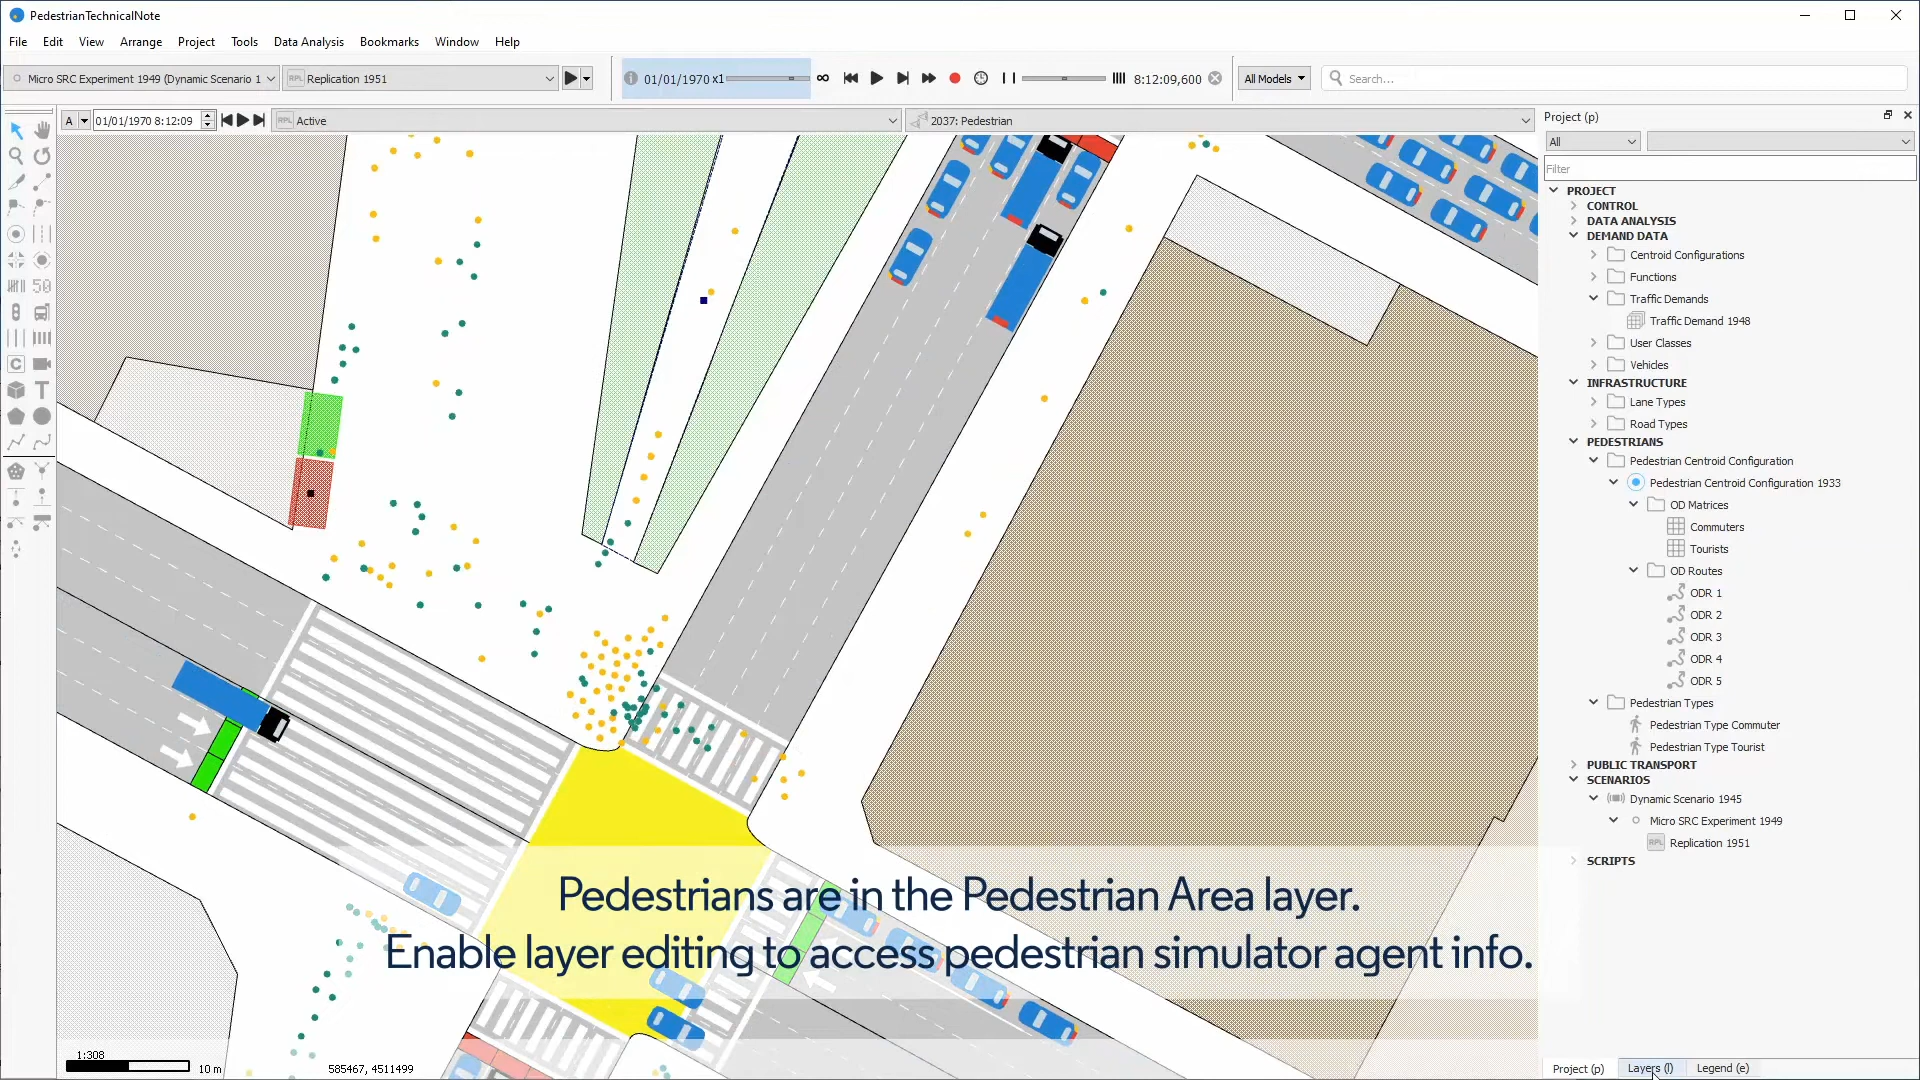 PedestrianTechnicalNote
File Edit View Arrange Project Tools Data Analysis Bookmarks Window Help
Micro SRC Experiment 1949 (Dynamic Scenario 1
RPL Replication 1951
01/01/1970 x1
8:12:09,600
All Models
Search...
A
01/01/1970 8:12:09
RPL Active
2037: Pedestrian
Project (p)
All
Filter
PROJECT
CONTROL
DATA ANALYSIS
DEMAND DATA
Centroid Configurations
Functions
Traffic Demands
Traffic Demand 1948
User Classes
Vehicles
INFRASTRUCTURE
Lane Types
Road Types
PEDESTRIANS
Pedestrian Centroid Configuration
Pedestrian Centroid Configuration 1933
OD Matrices
Commuters
Tourists
OD Routes
ODR 1
ODR 2
ODR 3
ODR 4
ODR 5
Pedestrian Types
Pedestrian Type Commuter
Pedestrian Type Tourist
PUBLIC TRANSPORT
SCENARIOS
Dynamic Scenario 1945
Micro SRC Experiment 1949
RPL Replication 1951
SCRIPTS
50
C
T
Pedestrians are in the Pedestrian Area layer.
Enable layer editing to access pedestrian simulator agent info.
1:308
10 m
585467, 4511499
Project (p) Layers (l) Legend (e)